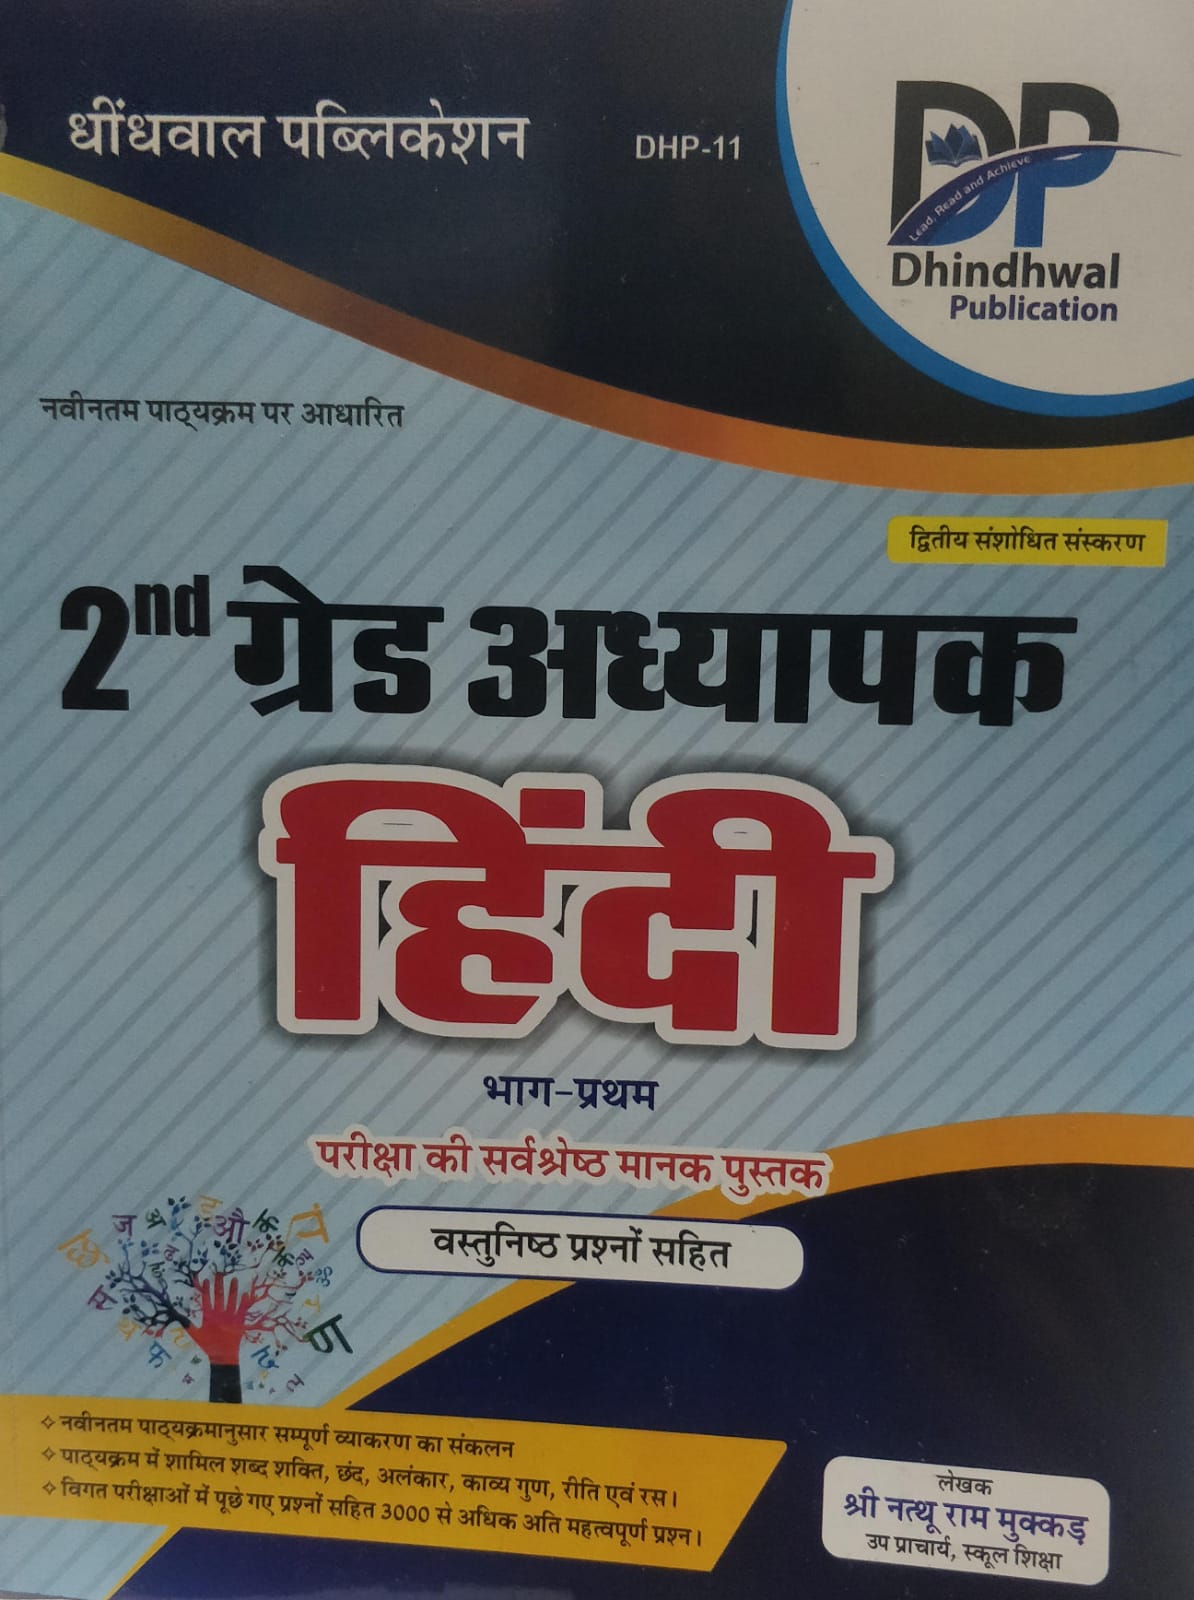 धींधवाल पब्लिकेशन
DHP-11
DP
Lead, Read and Achieve
Dhindhwal
Publication
नवीनतम पाठ्यक्रम पर आधारित
द्वितीय संशोधित संस्करण
2nd ग्रेड अध्यापक
हिंदी
भाग-प्रथम
परीक्षा की सर्वश्रेष्ठ मानक पुस्तक
वस्तुनिष्ठ प्रश्नों सहित
ज अ औ
स
फ
र
ण
नवीनतम पाठ्यक्रमानुसार सम्पूर्ण व्याकरण का संकलन
पाठ्यक्रम में शामिल शब्द शक्ति, छंद, अलंकार, काव्य गुण, रीति एवं रस।
विगत परीक्षाओं में पूछे गए प्रश्नों सहित 3000 से अधिक अति महत्वपूर्ण प्रश्न।
लेखक
श्री नत्थू राम मुक्कड़
उप प्राचार्य, स्कूल शिक्षा